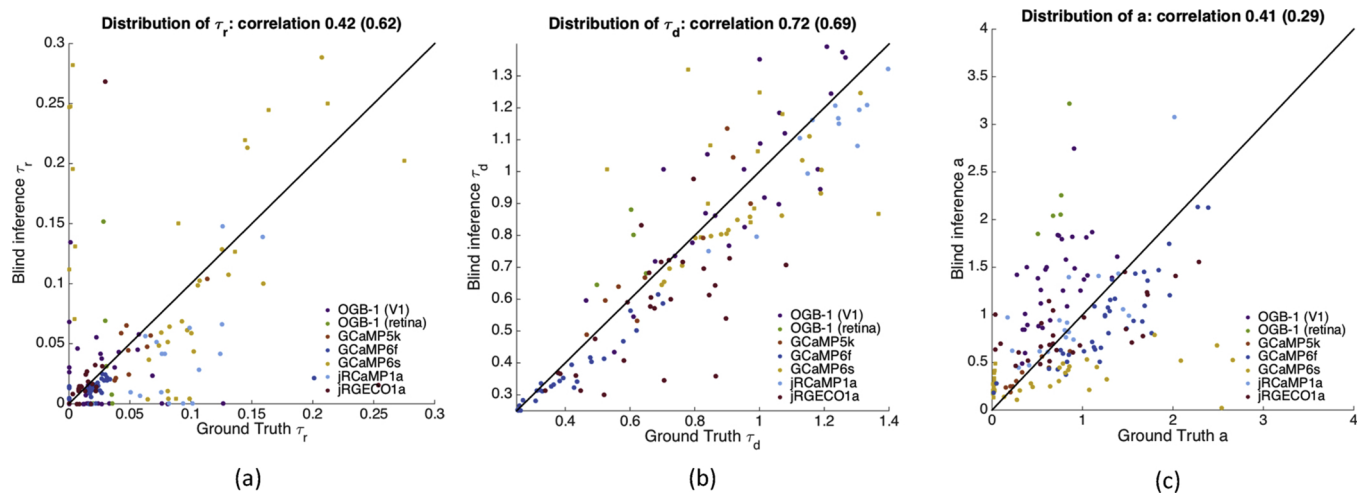 Distribution of τr: correlation 0.42 (0.62)
0.3
0.25
0.2
0.15
0.1
0.05
0
Blind inference τr
OGB-1 (V1)
OGB-1 (retina)
GCaMP5k
GCaMP6f
GCaMP6s
jRCaMP1a
jRGECO1a
0 0.05 0.1 0.15 0.2 0.25 0.3
Ground Truth τr
(a)
Distribution of τd: correlation 0.72 (0.69)
1.3
1.2
1.1
1
0.9
0.8
0.7
0.6
0.5
0.4
0.3
Blind inference τd
OGB-1 (V1)
OGB-1 (retina)
GCaMP5k
GCaMP6f
GCaMP6s
jRCaMP1a
jRGECO1a
0.4 0.6 0.8 1 1.2 1.4
Ground Truth τd
(b)
Distribution of a: correlation 0.41 (0.29)
4
3.5
3
2.5
2
1.5
1
0.5
0
Blind inference a
OGB-1 (V1)
OGB-1 (retina)
GCaMP5k
GCaMP6f
GCaMP6s
jRCaMP1a
jRGECO1a
0 1 2 3 4
Ground Truth a
(c)